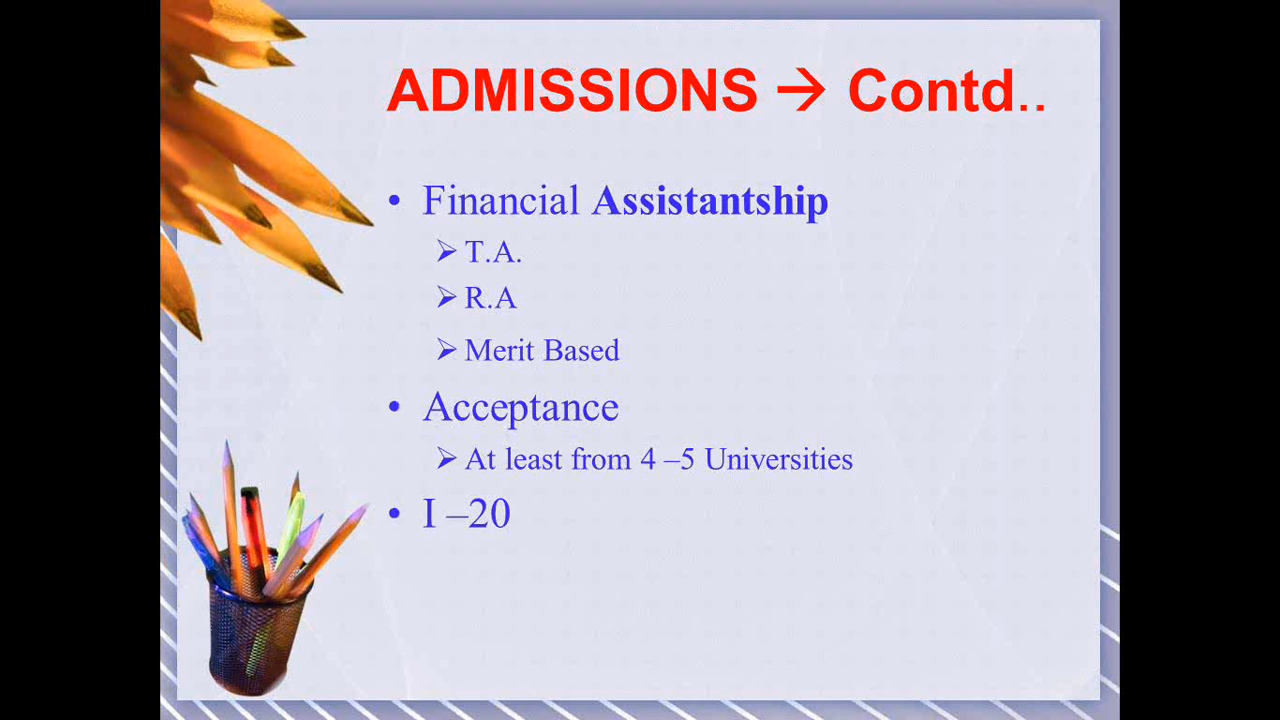 ADMISSIONS → Contd..
• Financial Assistantship
➢ T.A.
➢ R.A
➢ Merit Based
• Acceptance
➢ At least from 4 –5 Universities
• I –20